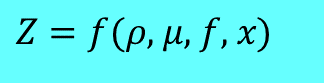 Z = f(ρ, μ, f, x)